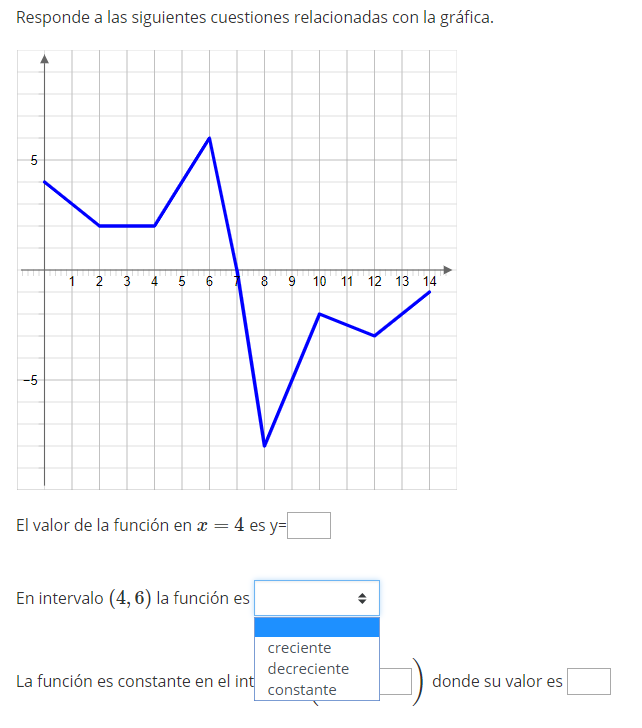 Responde a las siguientes cuestiones relacionadas con la gráfica.
5
1 2 3 4 5 6 7 8 9 10 11 12 13 14
−5
El valor de la función en x = 4 es y=
En intervalo (4, 6) la función es
creciente
decreciente
constante
La función es constante en el int ( ) donde su valor es